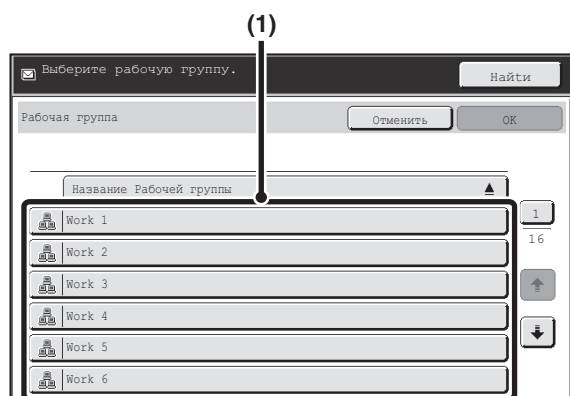 (1)
Выберите рабочую группу.
Найти
Рабочая группа
Отменить
OK
Название Рабочей группы
Work 1
1
16
Work 2
Work 3
Work 4
Work 5
Work 6